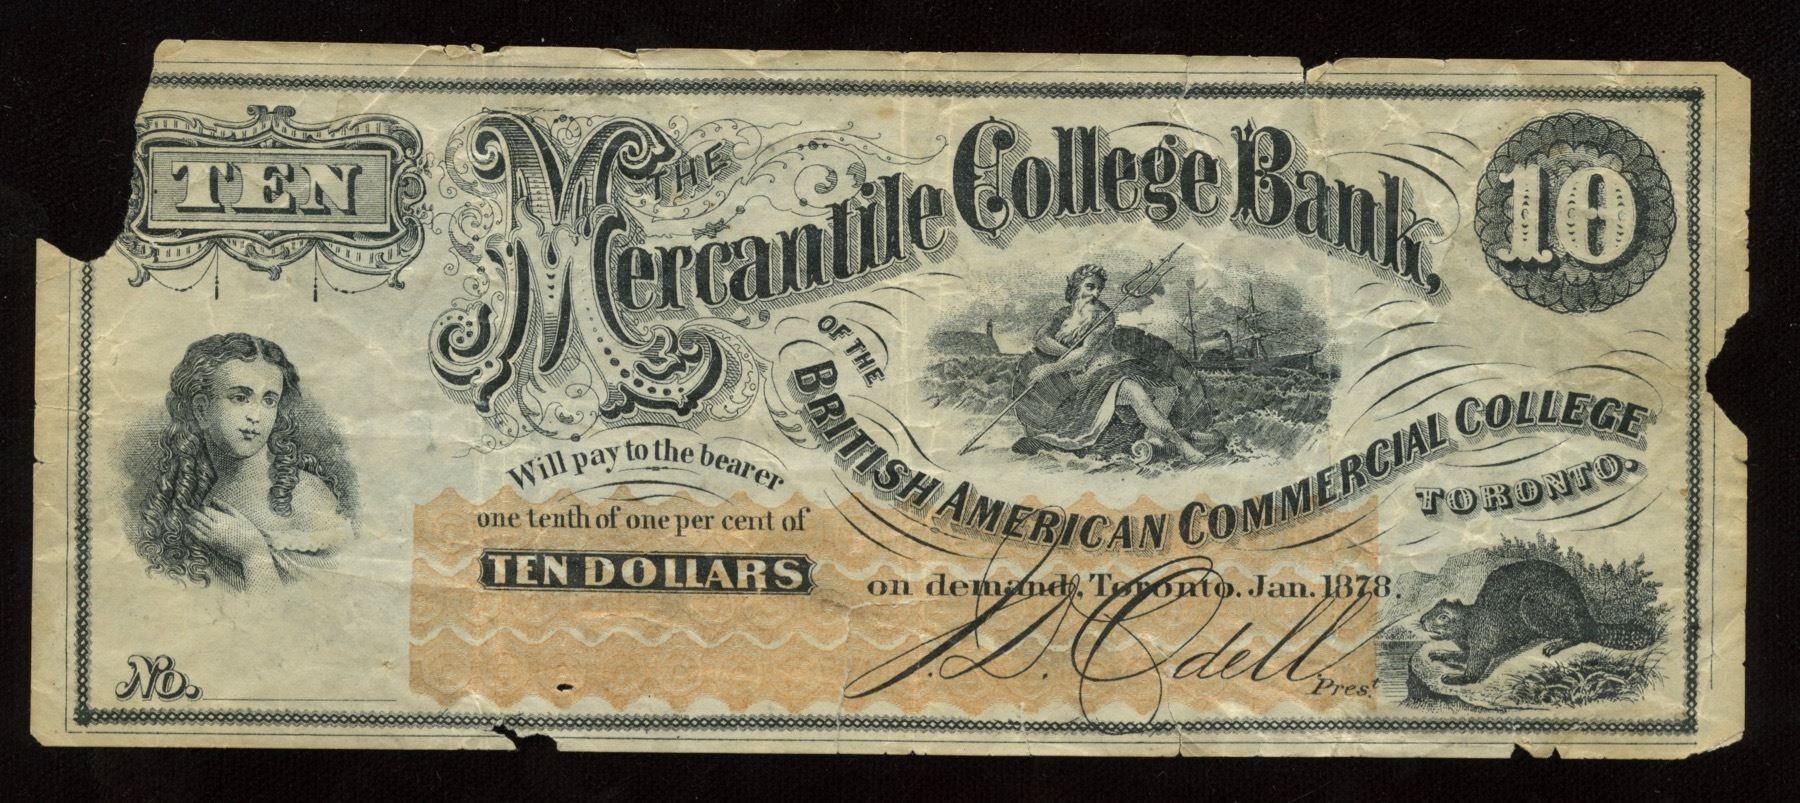 TEN
THE
Mercantile College Bank,
10
OF THE
BRITISH AMERICAN COMMERCIAL COLLEGE
TORONTO.
Will pay to the bearer
one tenth of one per cent of
TEN DOLLARS
on demand, Toronto. Jan. 1878.
J. D. Odell
Pres.t
No.